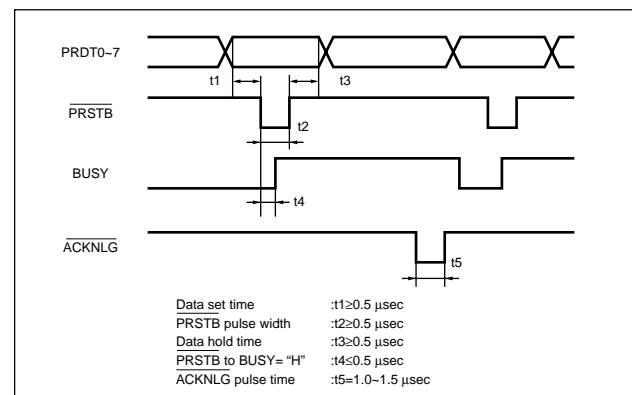 PRDT0~7
t1
t3
PRSTB
t2
BUSY
t4
ACKNLG
t5
Data set time :t1≥0.5 μsec
PRSTB pulse width :t2≥0.5 μsec
Data hold time :t3≥0.5 μsec
PRSTB to BUSY= “H” :t4≤0.5 μsec
ACKNLG pulse time :t5=1.0~1.5 μsec